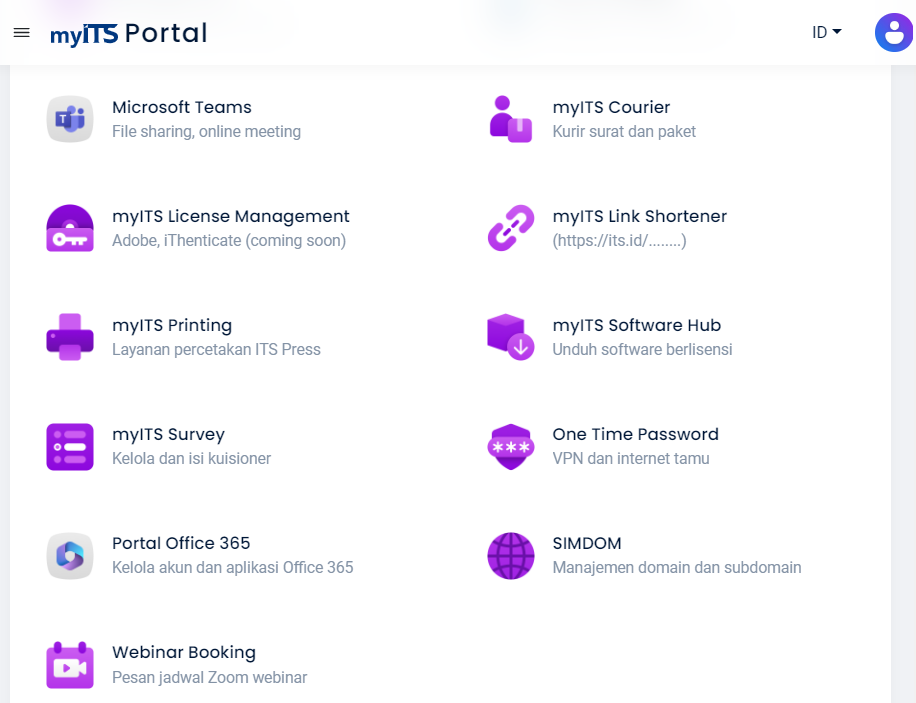 myITS Portal
ID
Microsoft Teams
File sharing, online meeting
myITS Courier
Kurir surat dan paket
myITS License Management
Adobe, iThenticate (coming soon)
myITS Link Shortener
(https://its.id/........)
myITS Printing
Layanan percetakan ITS Press
myITS Software Hub
Unduh software berlisensi
myITS Survey
Kelola dan isi kuisioner
One Time Password
VPN dan internet tamu
Portal Office 365
Kelola akun dan aplikasi Office 365
SIMDOM
Manajemen domain dan subdomain
Webinar Booking
Pesan jadwal Zoom webinar